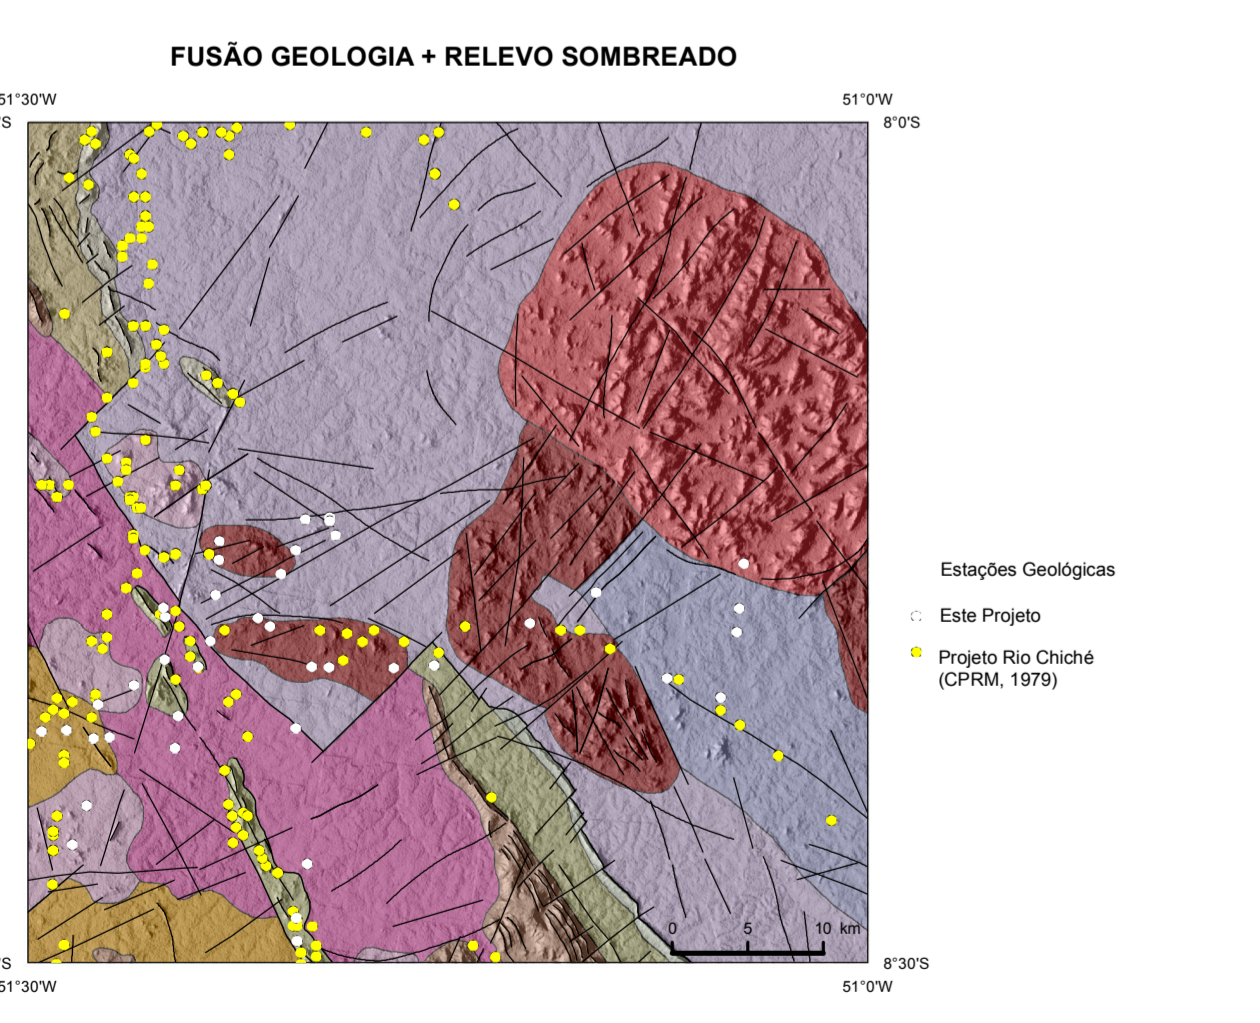 FUSÃO GEOLOGIA + RELEVO SOMBREADO
51°30'W 51°0'W
'S 8°0'S
Estações Geológicas
Este Projeto
Projeto Rio Chiché
(CPRM, 1979)
0 5 10 km
'S 8°30'S
51°30'W 51°0'W